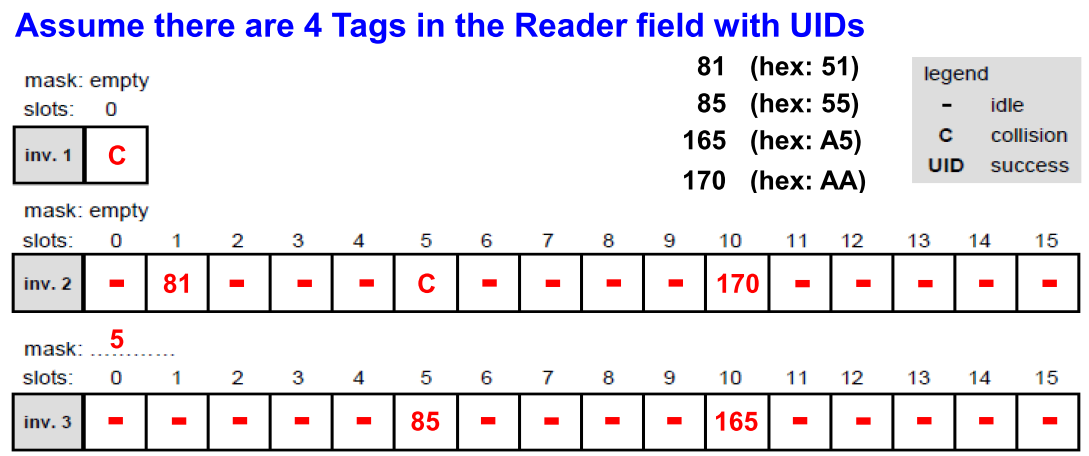 Assume there are 4 Tags in the Reader field with UIDs
81 (hex: 51)
85 (hex: 55)
165 (hex: A5)
170 (hex: AA)
legend
- idle
C collision
UID success
mask: empty
slots: 0
inv. 1 C
mask: empty
slots: 0 1 2 3 4 5 6 7 8 9 10 11 12 13 14 15
inv. 2 - 81 - - - C - - - - 170 - - - - -
mask: ............ 5
slots: 0 1 2 3 4 5 6 7 8 9 10 11 12 13 14 15
inv. 3 - - - - - 85 - - - - 165 - - - - -